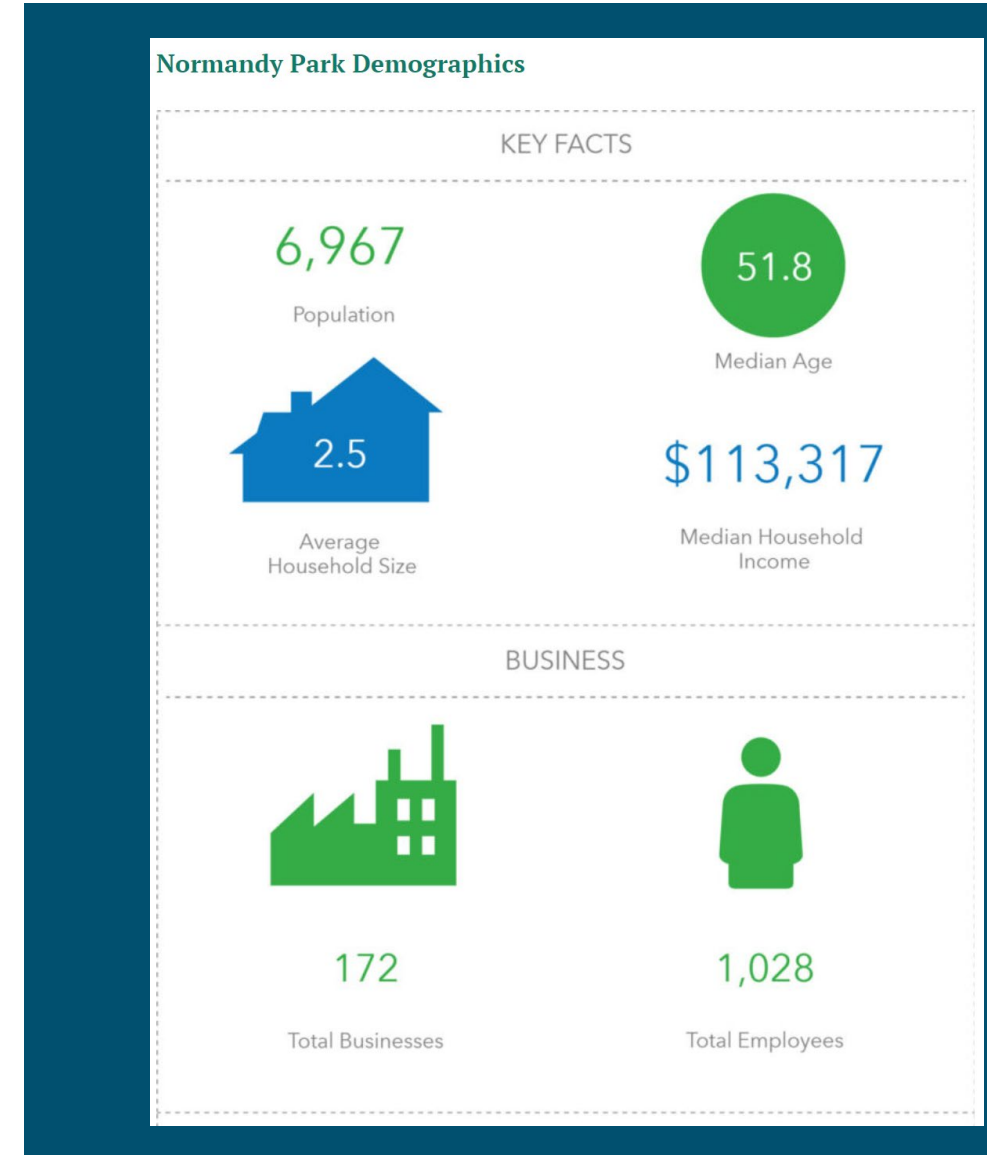 Normandy Park Demographics
KEY FACTS
6,967
Population
51.8
Median Age
2.5
Average
Household Size
$113,317
Median Household
Income
BUSINESS
172
Total Businesses
1,028
Total Employees